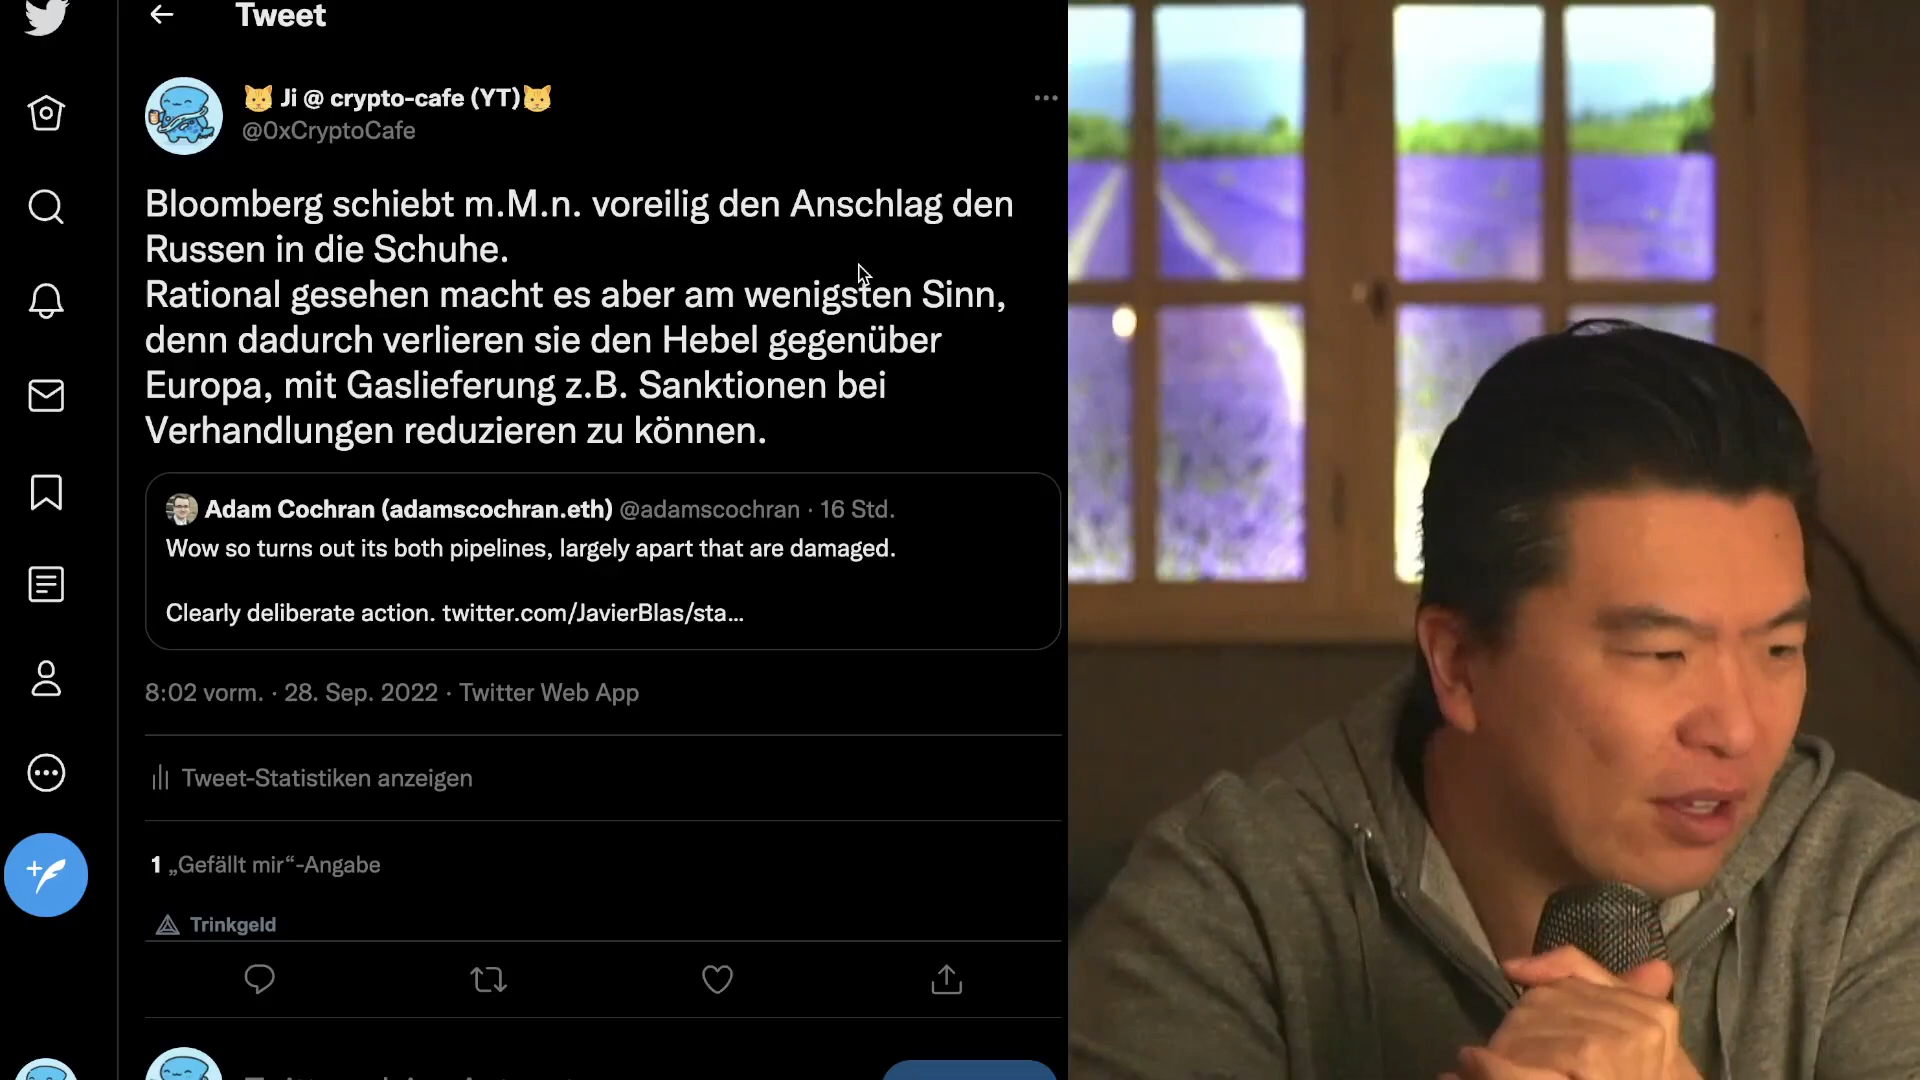 Tweet
Ji @ crypto-cafe (YT)
@0xCryptoCafe
Bloomberg schiebt m.M.n. voreilig den Anschlag den
Russen in die Schuhe.
Rational gesehen macht es aber am wenigsten Sinn,
denn dadurch verlieren sie den Hebel gegenüber
Europa, mit Gaslieferung z.B. Sanktionen bei
Verhandlungen reduzieren zu können.
Adam Cochran (adamscochran.eth) @adamscochran · 16 Std.
Wow so turns out its both pipelines, largely apart that are damaged.
Clearly deliberate action. twitter.com/JavierBlas/sta…
8:02 vorm. · 28. Sep. 2022 · Twitter Web App
Tweet-Statistiken anzeigen
1 „Gefällt mir“-Angabe
Trinkgeld